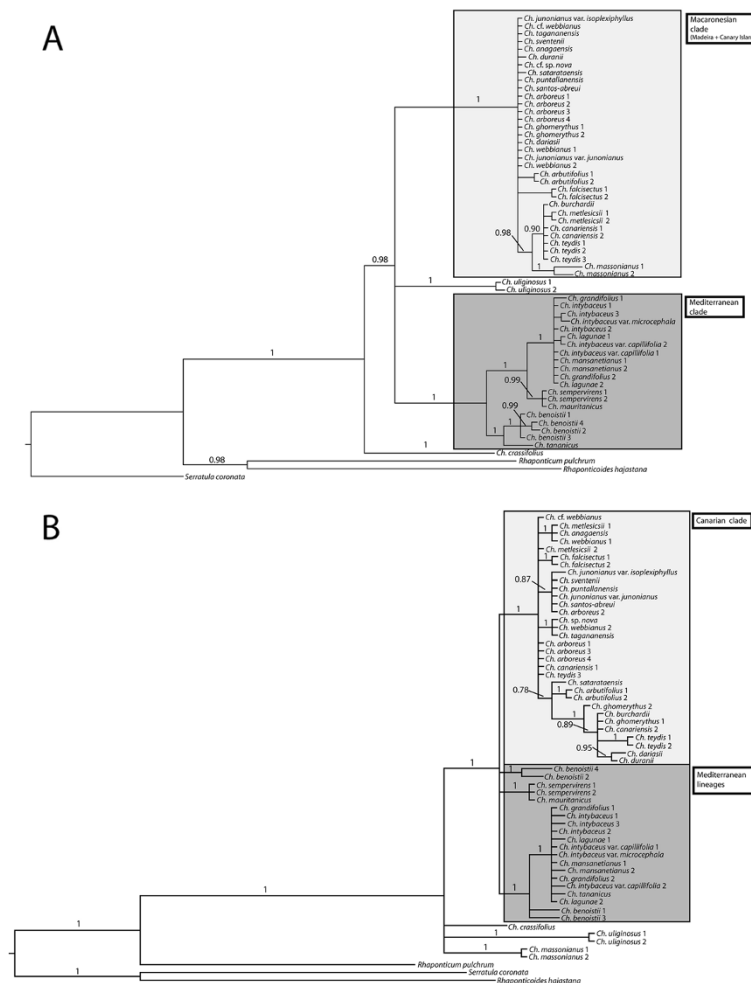 A
Macaronesian
clade
(Madeira + Canary Islan
Ch. junonianus var. isoplexiphyllus
Ch. cf. webbianus
Ch. tagananensis
Ch. sventenii
Ch. anagaensis
Ch. duranii
Ch. cf. sp. nova
Ch. satarataensis
Ch. puntallanensis
Ch. santos-abreui
Ch. arboreus 1
Ch. arboreus 2
Ch. arboreus 3
Ch. arboreus 4
Ch. ghomerythus 1
Ch. ghomerythus 2
Ch. dariasii
Ch. webbianus 1
Ch. junonianus var. junonianus
Ch. webbianus 2
Ch. arbutifolius 1
Ch. arbutifolius 2
Ch. falcisectus 1
Ch. falcisectus 2
Ch. burchardii
Ch. metlesicsii 1
Ch. metlesicsii 2
Ch. canariensis 1
Ch. canariensis 2
Ch. teydis 1
Ch. teydis 2
Ch. teydis 3
Ch. massonianus 1
Ch. massonianus 2
1
0.98
0.90
1
0.98
1
Ch. uliginosus 1
Ch. uliginosus 2
Mediterranean
clade
Ch. grandifolius 1
Ch. intybaceus 1
Ch. intybaceus 3
Ch. intybaceus var. microcephala
Ch. intybaceus 2
Ch. lagunae 1
Ch. intybaceus var. capillifolia 2
Ch. intybaceus var. capillifolia 1
Ch. mansanetianus 1
Ch. mansanetianus 2
Ch. grandifolius 2
Ch. lagunae 2
Ch. sempervirens 1
Ch. sempervirens 2
Ch. mauritanicus
Ch. benoistii 1
Ch. benoistii 4
Ch. benoistii 2
Ch. benoistii 3
Ch. tananicus
1
1
1
0.99
0.99
1
1
1
Ch. crassifolius
0.98
Rhaponticum pulchrum
Rhaponticoides hajastana
Serratula coronata
B
Canarian clade
Ch. cf. webbianus
Ch. metlesicsii 1
Ch. anagaensis
Ch. webbianus 1
Ch. metlesicsii 2
Ch. falcisectus 1
Ch. falcisectus 2
Ch. junonianus var. isoplexiphyllus
Ch. sventenii
Ch. puntallanensis
Ch. junonianus var. junonianus
Ch. santos-abreui
Ch. arboreus 2
Ch. sp. nova
Ch. webbianus 2
Ch. tagananensis
Ch. arboreus 1
Ch. arboreus 3
Ch. arboreus 4
Ch. canariensis 1
Ch. teydis 3
Ch. satarataensis
Ch. arbutifolius 1
Ch. arbutifolius 2
Ch. ghomerythus 2
Ch. burchardii
Ch. ghomerythus 1
Ch. canariensis 2
Ch. teydis 1
Ch. teydis 2
Ch. dariasii
Ch. duranii
1
1
0.87
1
1
0.78
1
1
0.89
1
0.95
Mediterranean
lineages
Ch. benoistii 4
Ch. benoistii 2
Ch. sempervirens 1
Ch. sempervirens 2
Ch. mauritanicus
Ch. grandifolius 1
Ch. intybaceus 1
Ch. intybaceus 3
Ch. intybaceus 2
Ch. lagunae 1
Ch. intybaceus var. capillifolia 1
Ch. intybaceus var. microcephala
Ch. mansanetianus 1
Ch. mansanetianus 2
Ch. grandifolius 2
Ch. intybaceus var. capillifolia 2
Ch. tananicus
Ch. lagunae 2
Ch. benoistii 1
Ch. benoistii 3
1
1
1
1
1
1
Ch. crassifolius
1
Ch. uliginosus 1
Ch. uliginosus 2
1
Ch. massonianus 1
Ch. massonianus 2
Rhaponticum pulchrum
1
Serratula coronata
Rhaponticoides hajastana